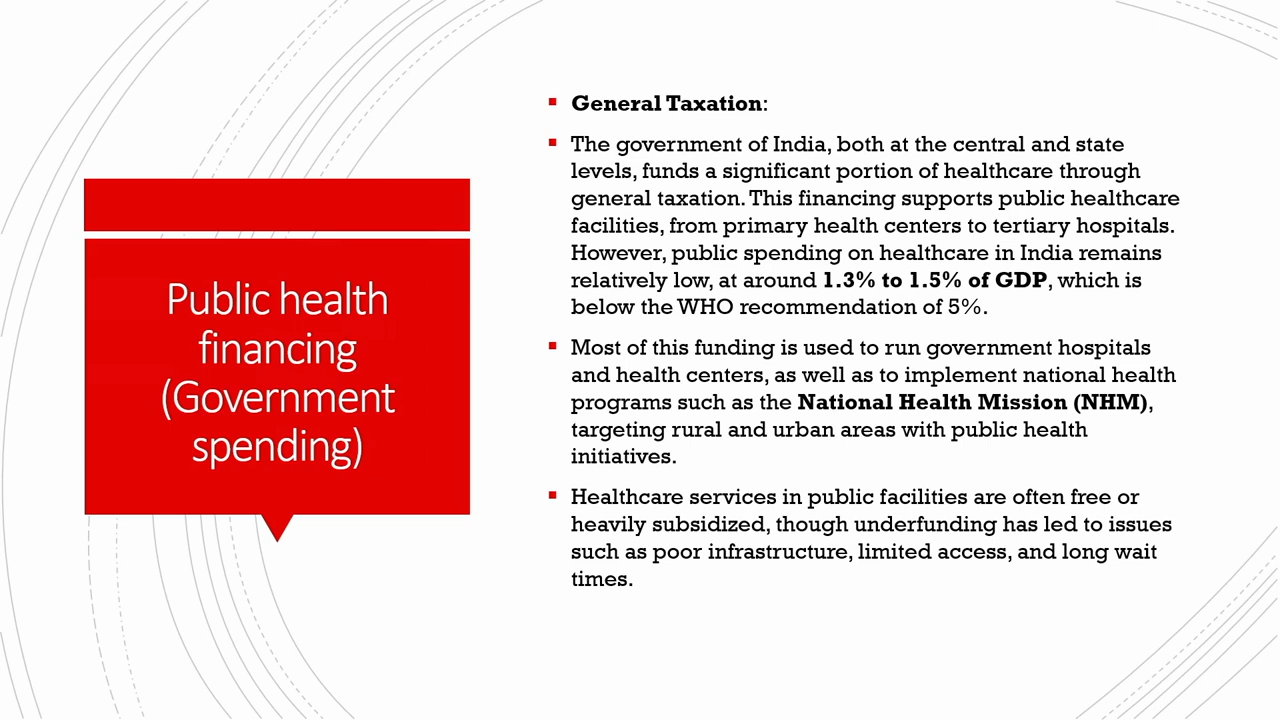 Public health
financing
(Government
spending)
General Taxation:
The government of India, both at the central and state
levels, funds a significant portion of healthcare through
general taxation. This financing supports public healthcare
facilities, from primary health centers to tertiary hospitals.
However, public spending on healthcare in India remains
relatively low, at around 1.3% to 1.5% of GDP, which is
below the WHO recommendation of 5%.
Most of this funding is used to run government hospitals
and health centers, as well as to implement national health
programs such as the National Health Mission (NHM),
targeting rural and urban areas with public health
initiatives.
Healthcare services in public facilities are often free or
heavily subsidized, though underfunding has led to issues
such as poor infrastructure, limited access, and long wait
times.